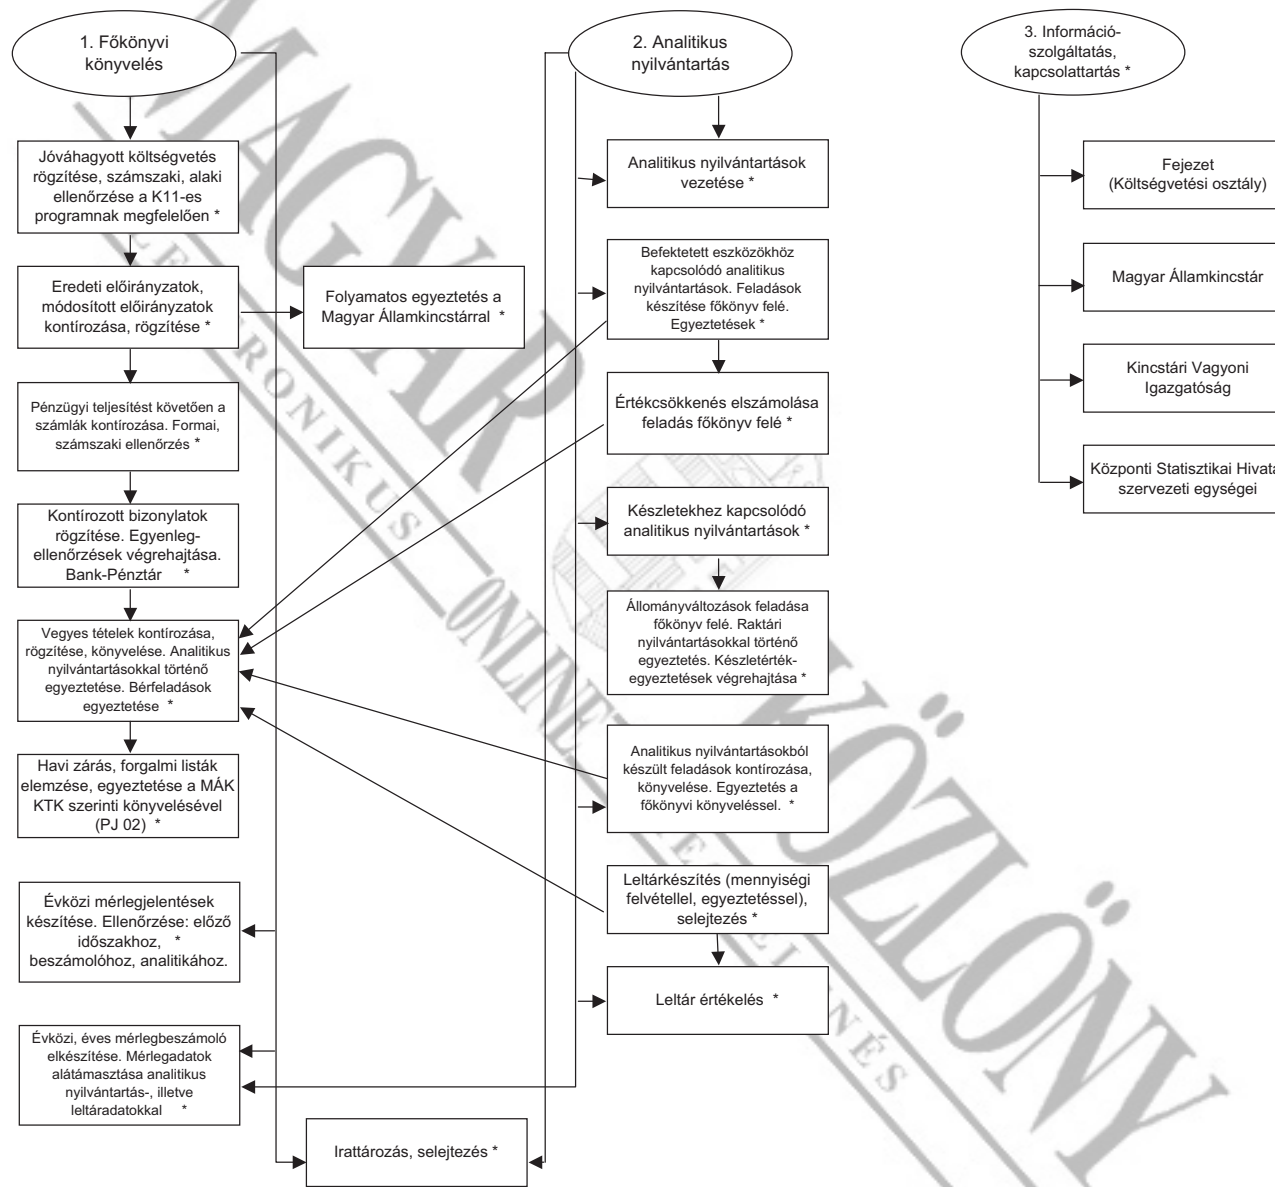 1. Főkönyvi
könyvelés
Jóváhagyott költségvetés
rögzítése, számszaki, alaki
ellenőrzése a K11-es
programnak megfelelően *
Eredeti előirányzatok,
módosított előirányzatok
kontírozása, rögzítése *
Folyamatos egyeztetés a
Magyar Államkincstárral *
Pénzügyi teljesítést követően a
számlák kontírozása. Formai,
számszaki ellenőrzés *
Kontírozott bizonylatok
rögzítése. Egyenleg-
ellenőrzések végrehajtása.
Bank-Pénztár *
Vegyes tételek kontírozása,
rögzítése, könyvelése. Analitikus
nyilvántartásokkal történő
egyeztetése. Bérfeladások
egyeztetése *
Havi zárás, forgalmi listák
elemzése, egyeztetése a MÁK
KTK szerinti könyvelésével
(PJ 02) *
Évközi mérlegjelentések
készítése. Ellenőrzése: előző
időszakhoz, *
beszámolóhoz, analitikához.
Évközi, éves mérlegbeszámoló
elkészítése. Mérlegadatok
alátámasztása analitikus
nyilvántartás-, illetve
leltáradatokkal *
Irattározás, selejtezés *
2. Analitikus
nyilvántartás
Analitikus nyilvántartások
vezetése *
Befektetett eszközökhöz
kapcsolódó analitikus
nyilvántartások. Feladások
készítése főkönyv felé.
Egyeztetések *
Értékcsökkenés elszámolása
feladás főkönyv felé *
Készletekhez kapcsolódó
analitikus nyilvántartások *
Állományváltozások feladása
főkönyv felé. Raktári
nyilvántartásokkal történő
egyeztetés. Készletérték-
egyeztetések végrehajtása *
Analitikus nyilvántartásokból
készült feladások kontírozása,
könyvelése. Egyeztetés a
főkönyvi könyveléssel. *
Leltárkészítés (mennyiségi
felvétellel, egyeztetéssel),
selejtezés *
Leltár értékelés *
3. Információ-
szolgáltatás,
kapcsolattartás *
Fejezet
(Költségvetési osztály)
Magyar Államkincstár
Kincstári Vagyoni
Igazgatóság
Központi Statisztikai Hivata
szervezeti egységei
MAGYAR KÖZLÖNY
ONLINE